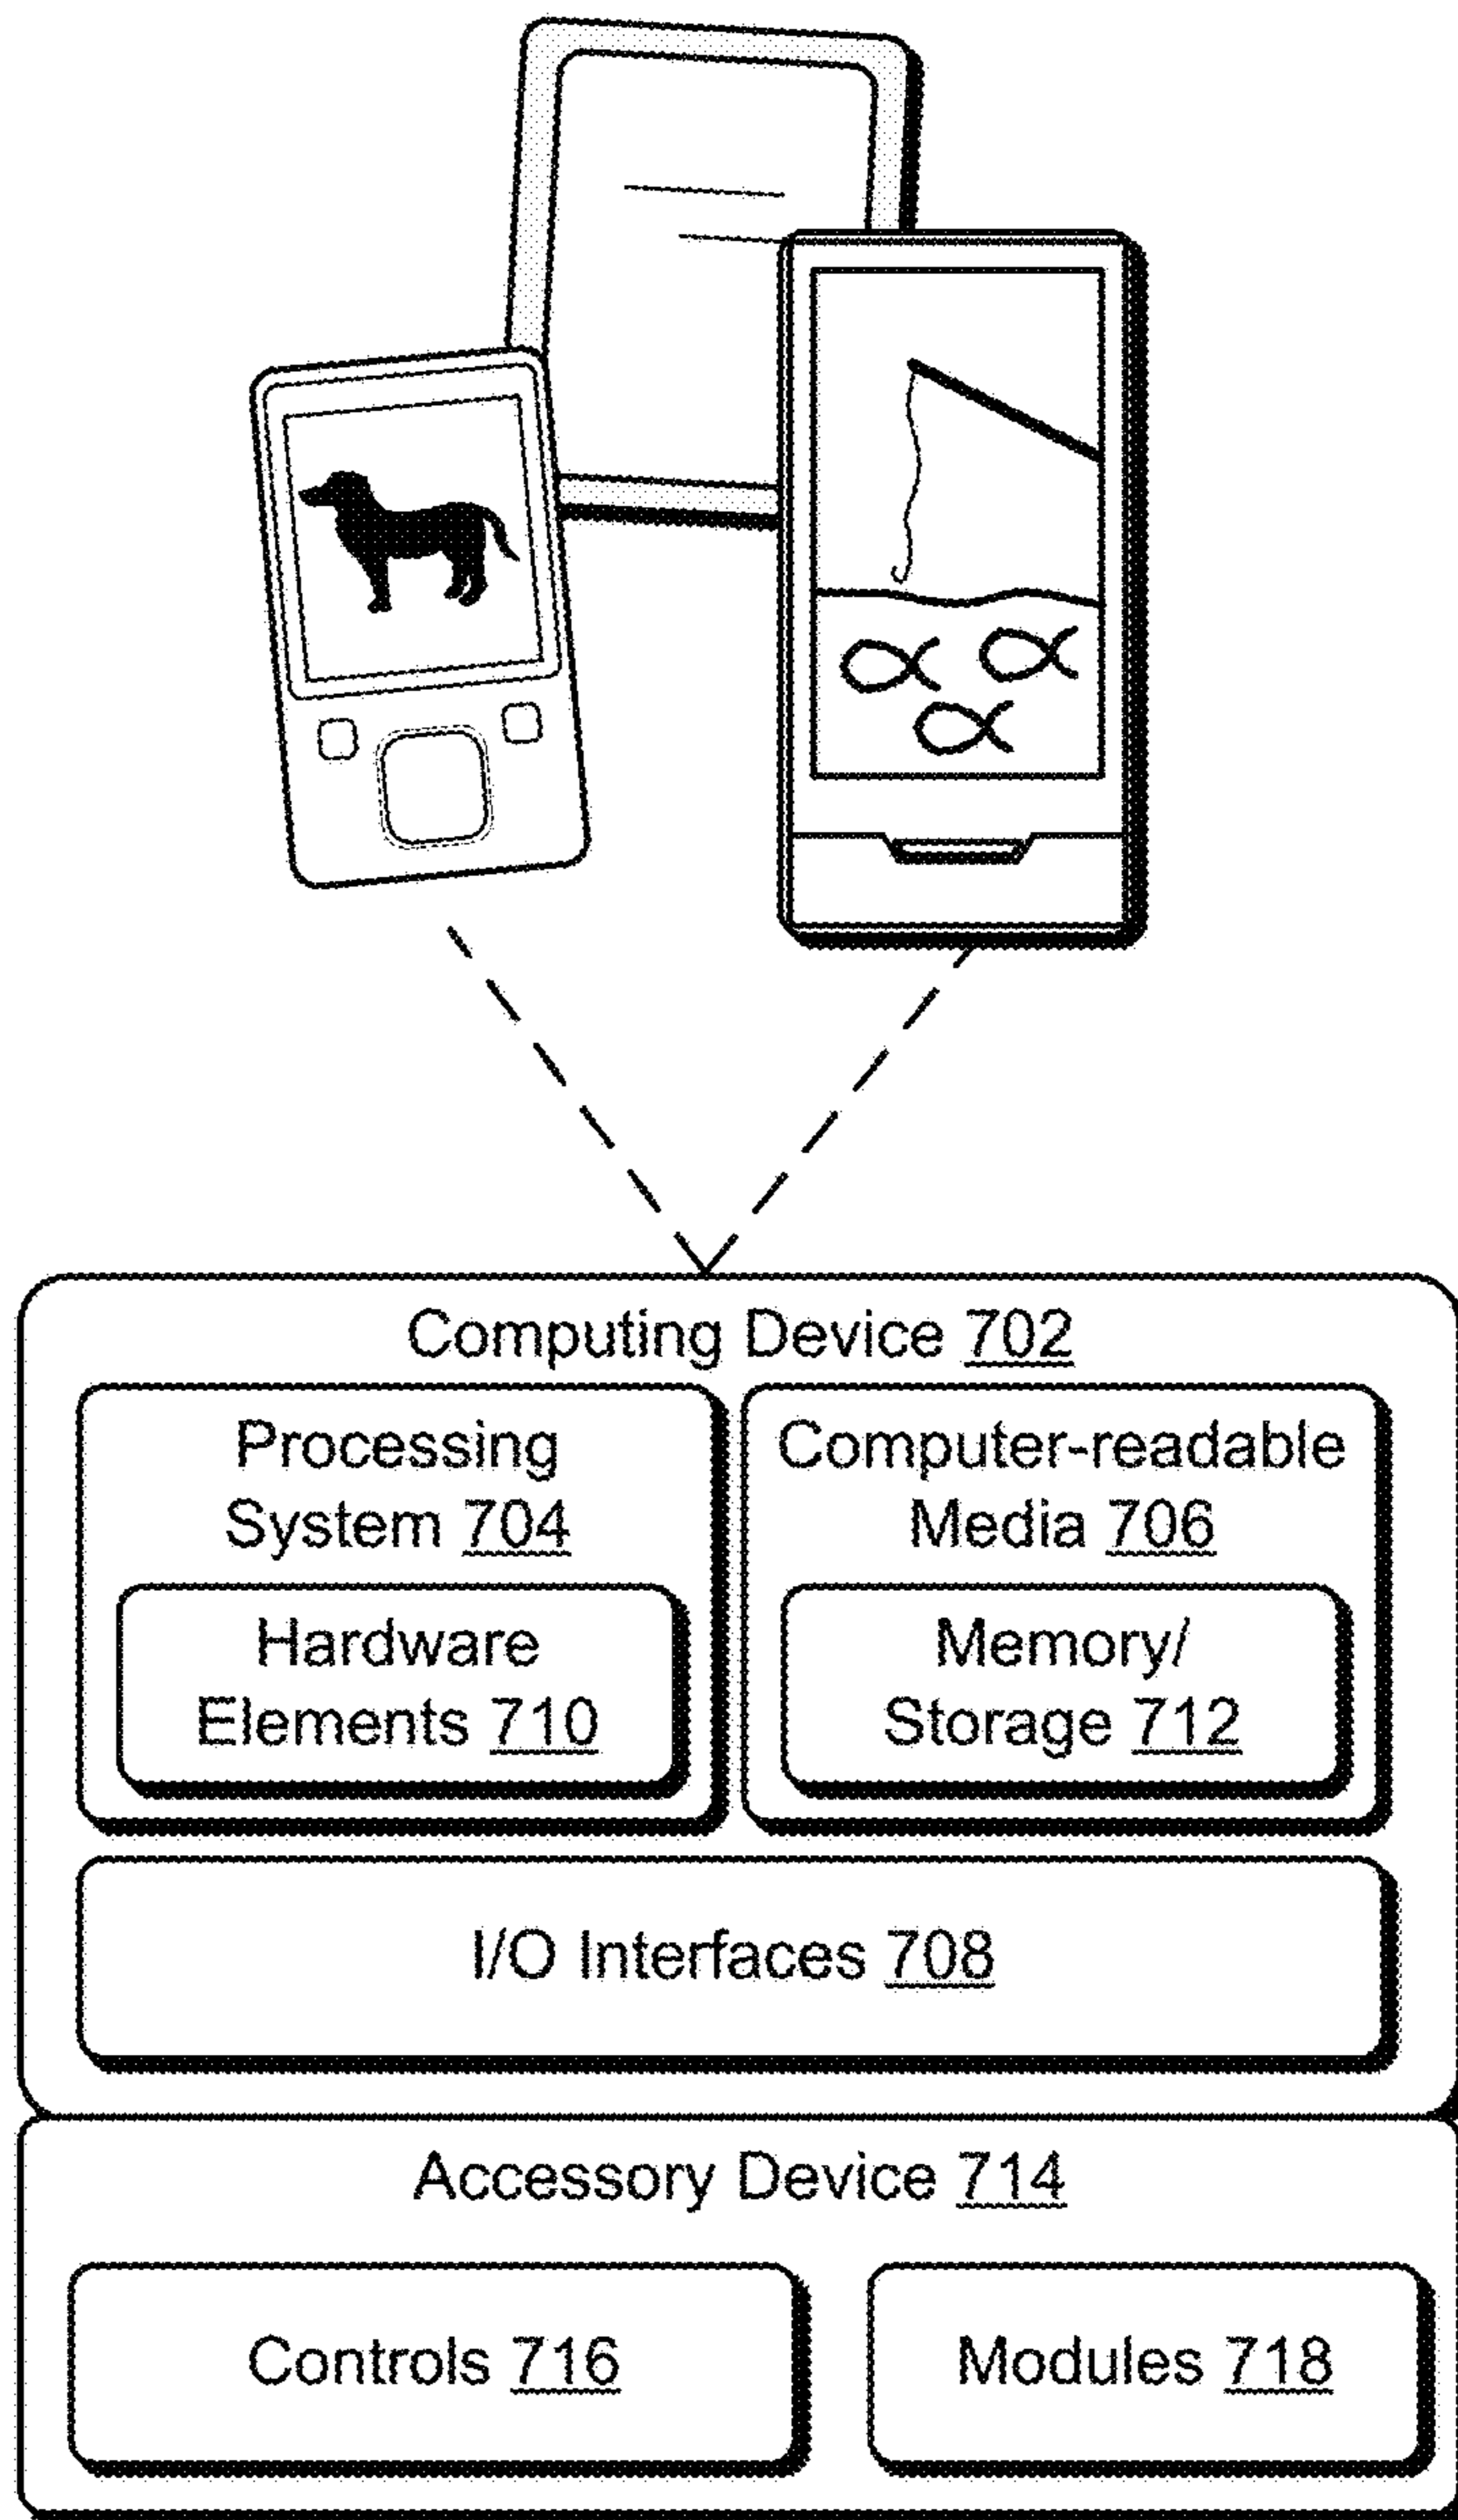 Computing Device 702
Processing
System 704
Hardware
Elements 710
Computer-readable
Media 706
Memory/
Storage 712
I/O Interfaces 708
Accessory Device 714
Controls 716
Modules 718